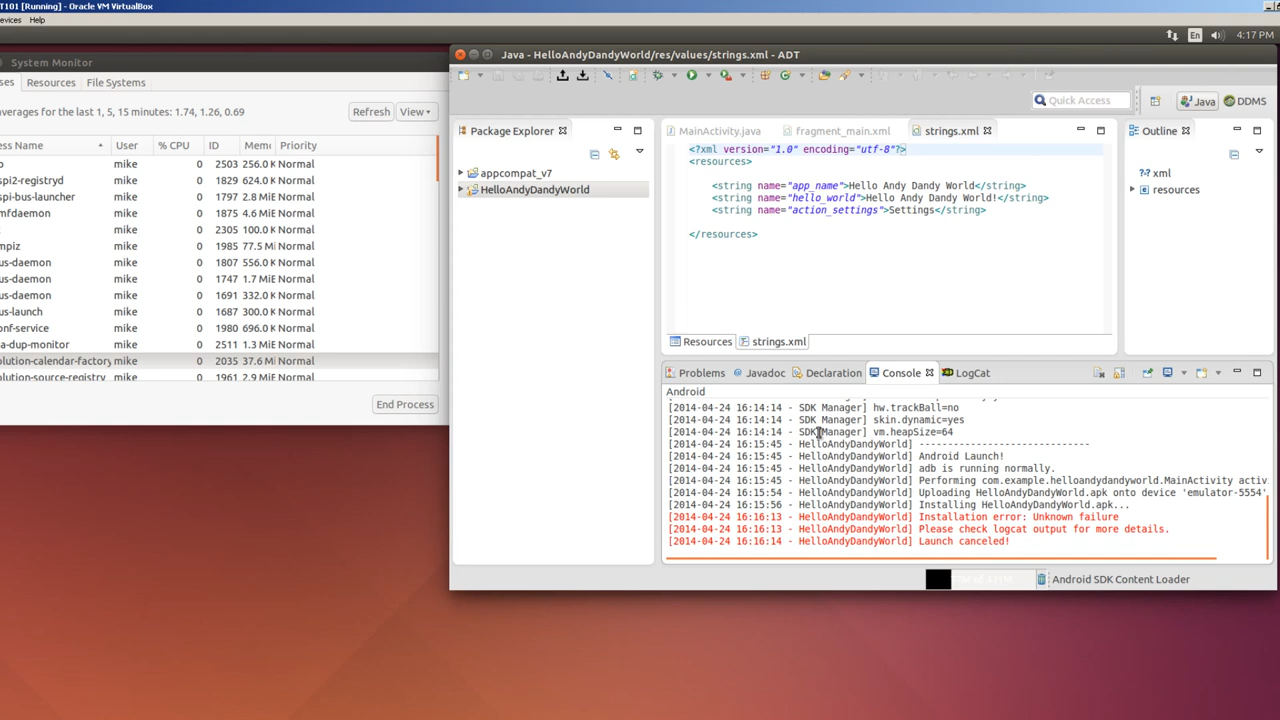 T101 [Running] - Oracle VM VirtualBox
evices Help
En 4:17 PM
System Monitor
Java - HelloAndyDandyWorld/res/values/strings.xml - ADT
Resources File Systems
averages for the last 1, 5, 15 minutes: 1.74, 1.26, 0.69
Refresh View
Quick Access Java DDMS
Name User % CPU ID Priority
mike 0 2503 256.0 K Normal
spi2-registryd mike 0 1829 624.0 K Normal
spi-bus-launcher mike 0 1797 2.8 MiE Normal
mfdaemon mike 0 1875 4.6 M Normal
mike 0 2305 100.0 K Normal
mpiz mike 0 1985 77.5 Mi Normal
us-daemon mike 0 1807 556.0 K Normal
us-daemon mike 0 1747 1.7 MiE Normal
us-daemon mike 0 1691 332.0 K Normal
us-launch mike 0 1687 300.0 K Normal
onf-service mike 0 1980 696.0 K Normal
a-dup-monitor mike 0 2511 1.3 MiE Normal
olution-calendar-factory mike 0 2035 37.6 M Normal
olution-source-registry mike 0 1961 2.9 MiE Normal
End Process
Package Explorer
appcompat_v7
HelloAndyDandyWorld
MainActivity.java fragment_main.xml strings.xml
<?xml version="1.0" encoding="utf-8"?>
<resources>
<string name="app_name">Hello Andy Dandy World</string>
<string name="hello_world">Hello Andy Dandy World!</string>
<string name="action_settings">Settings</string>
</resources>
Resources strings.xml
Outline
xml
resources
Problems Javadoc Declaration Console LogCat
Android
[2014-04-24 16:14:14 - SDK Manager] hw.trackBall=no
[2014-04-24 16:14:14 - SDK Manager] skin.dynamic=yes
[2014-04-24 16:14:14 - SDK Manager] vm.heapSize=64
[2014-04-24 16:15:45 - HelloAndyDandyWorld] ------------------------------
[2014-04-24 16:15:45 - HelloAndyDandyWorld] Android Launch!
[2014-04-24 16:15:45 - HelloAndyDandyWorld] adb is running normally.
[2014-04-24 16:15:45 - HelloAndyDandyWorld] Performing com.example.helloandydandyworld.MainActivity activ
[2014-04-24 16:15:54 - HelloAndyDandyWorld] Uploading HelloAndyDandyWorld.apk onto device 'emulator-5554'
[2014-04-24 16:15:56 - HelloAndyDandyWorld] Installing HelloAndyDandyWorld.apk...
[2014-04-24 16:16:13 - HelloAndyDandyWorld] Installation error: Unknown failure
[2014-04-24 16:16:13 - HelloAndyDandyWorld] Please check logcat output for more details.
[2014-04-24 16:16:14 - HelloAndyDandyWorld] Launch canceled!
Android SDK Content Loader